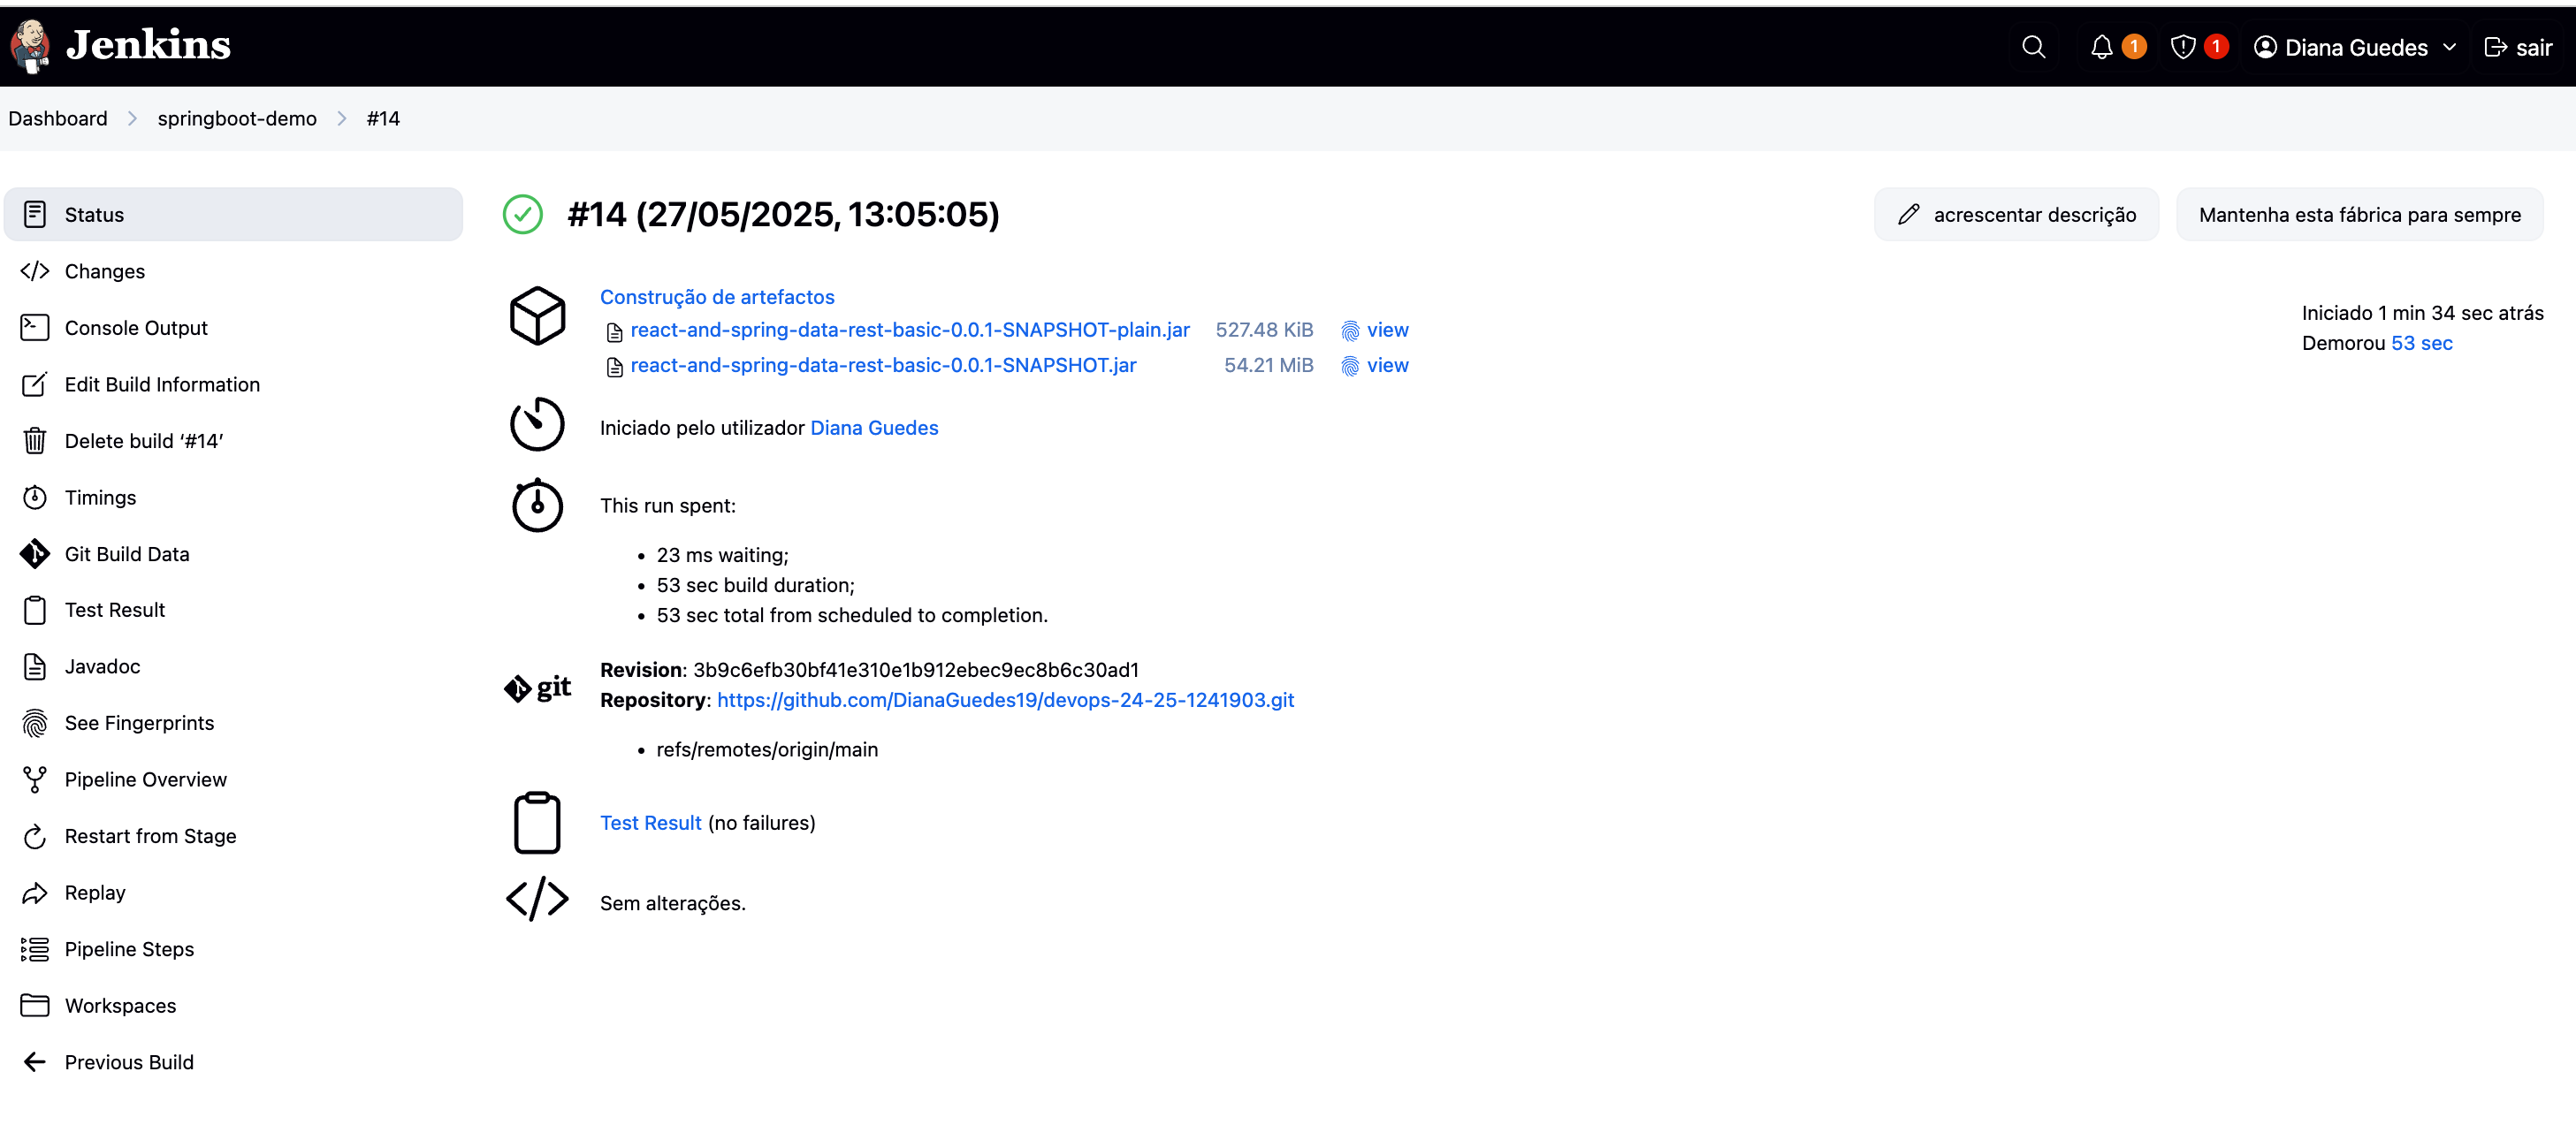 Jenkins
1
1
Diana Guedes
sair
Dashboard
springboot-demo
#14
Status
Changes
Console Output
Edit Build Information
Delete build ‘#14’
Timings
Git Build Data
Test Result
Javadoc
See Fingerprints
Pipeline Overview
Restart from Stage
Replay
Pipeline Steps
Workspaces
Previous Build
#14 (27/05/2025, 13:05:05)
acrescentar descrição
Mantenha esta fábrica para sempre
Iniciado 1 min 34 sec atrás
Demorou 53 sec
Construção de artefactos
react-and-spring-data-rest-basic-0.0.1-SNAPSHOT-plain.jar 527.48 KiB view
react-and-spring-data-rest-basic-0.0.1-SNAPSHOT.jar 54.21 MiB view
Iniciado pelo utilizador Diana Guedes
This run spent:
• 23 ms waiting;
• 53 sec build duration;
• 53 sec total from scheduled to completion.
git
Revision: 3b9c6efb30bf41e310e1b912ebec9ec8b6c30ad1
Repository: https://github.com/DianaGuedes19/devops-24-25-1241903.git
• refs/remotes/origin/main
Test Result (no failures)
Sem alterações.